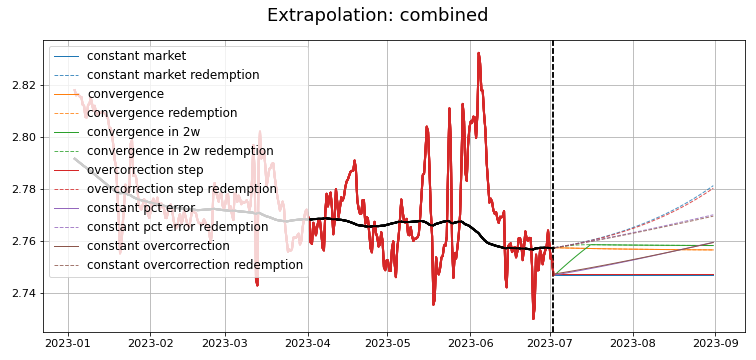 Extrapolation: combined
constant market
constant market redemption
convergence
convergence redemption
convergence in 2w
convergence in 2w redemption
overcorrection step
overcorrection step redemption
constant pct error
constant pct error redemption
constant overcorrection
constant overcorrection redemption
2.82
2.80
2.78
2.76
2.74
2023-01 2023-02 2023-03 2023-04 2023-05 2023-06 2023-07 2023-08 2023-09